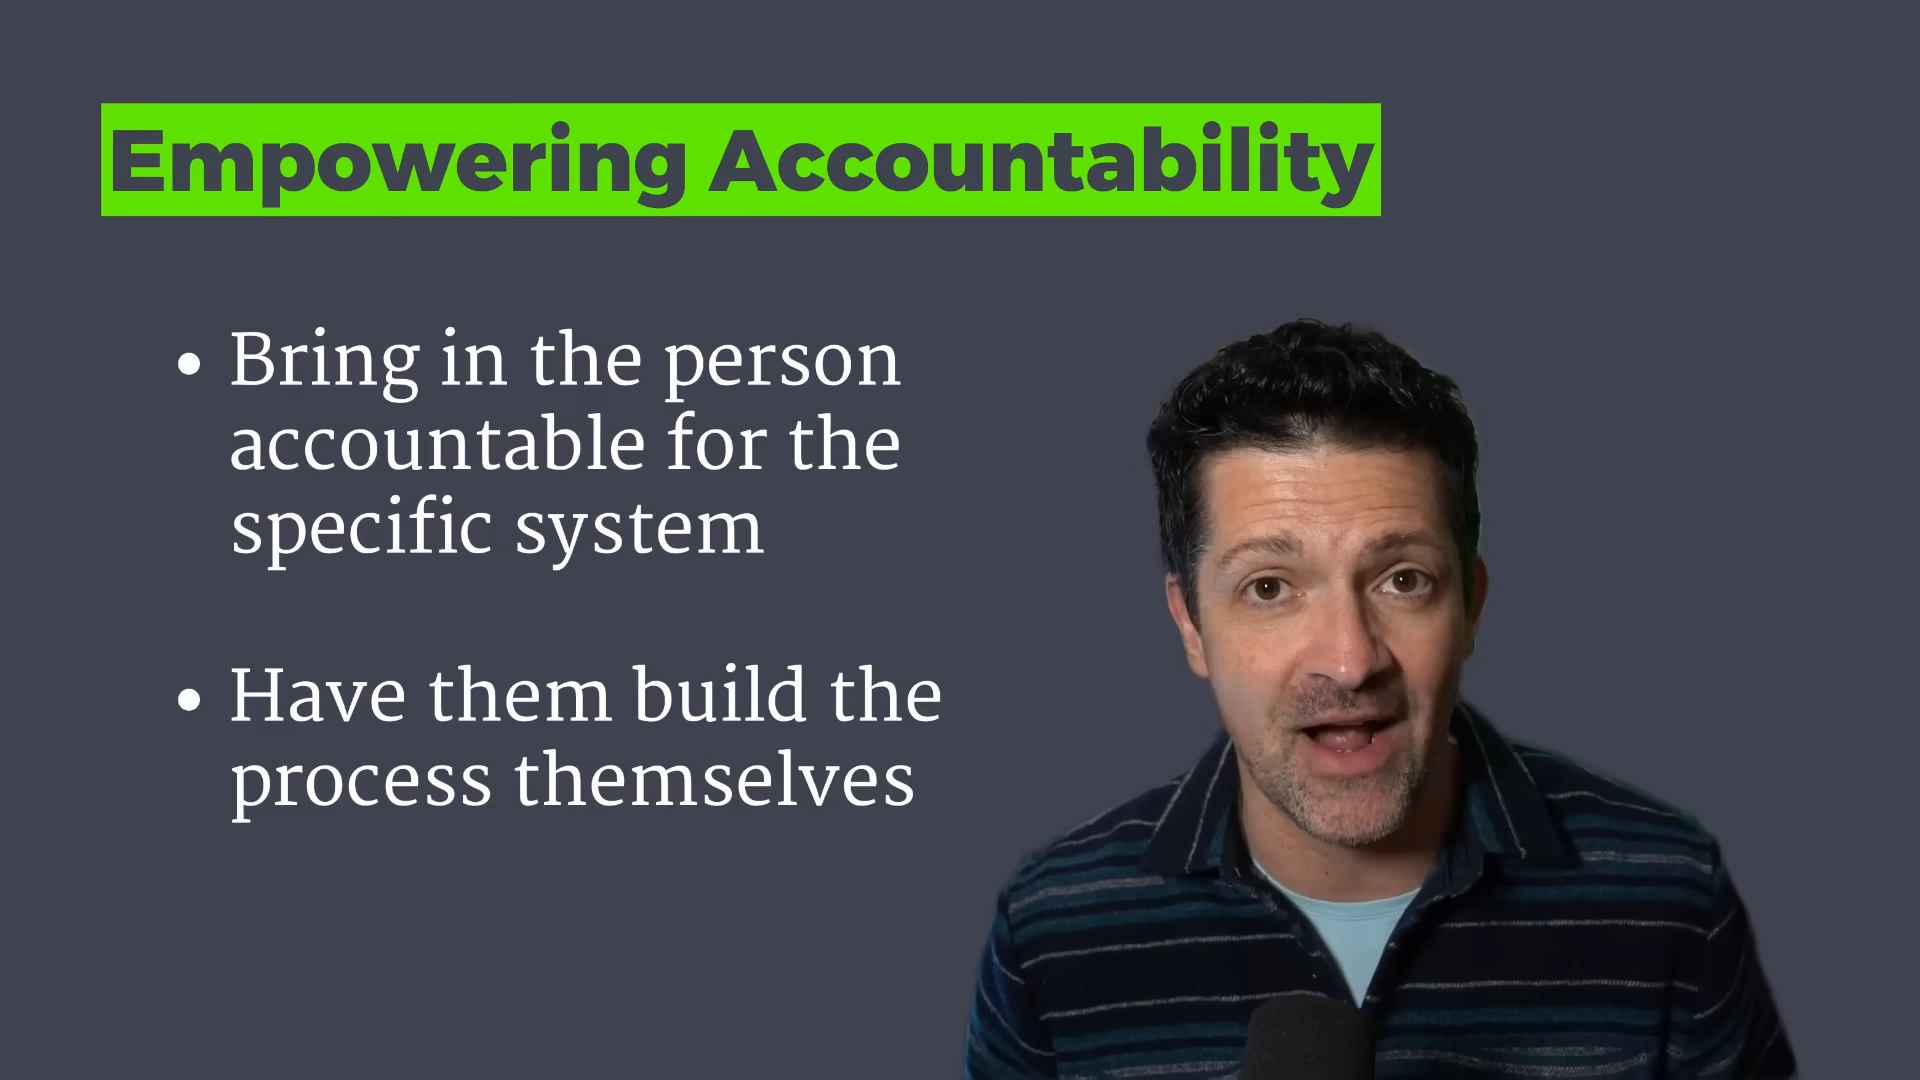 Empowering Accountability
• Bring in the person
accountable for the
specific system
• Have them build the
process themselves